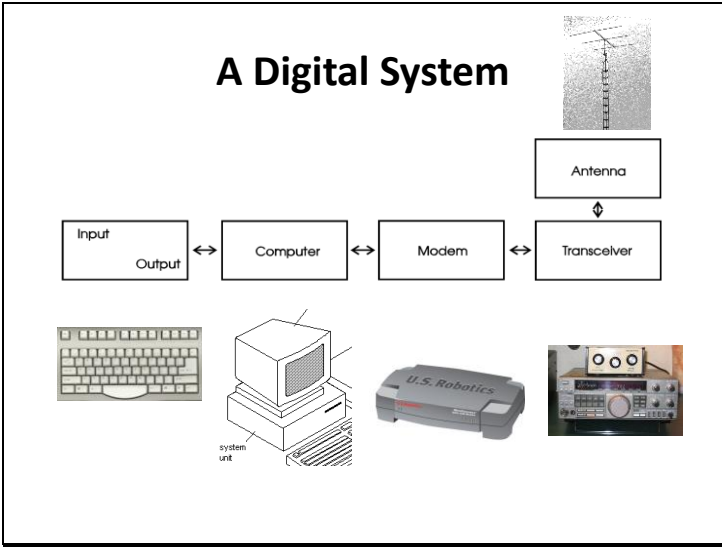 A Digital System
Antenna
Input
Output
Computer
Modem
Transceiver
U.S. Robotics
system
unit